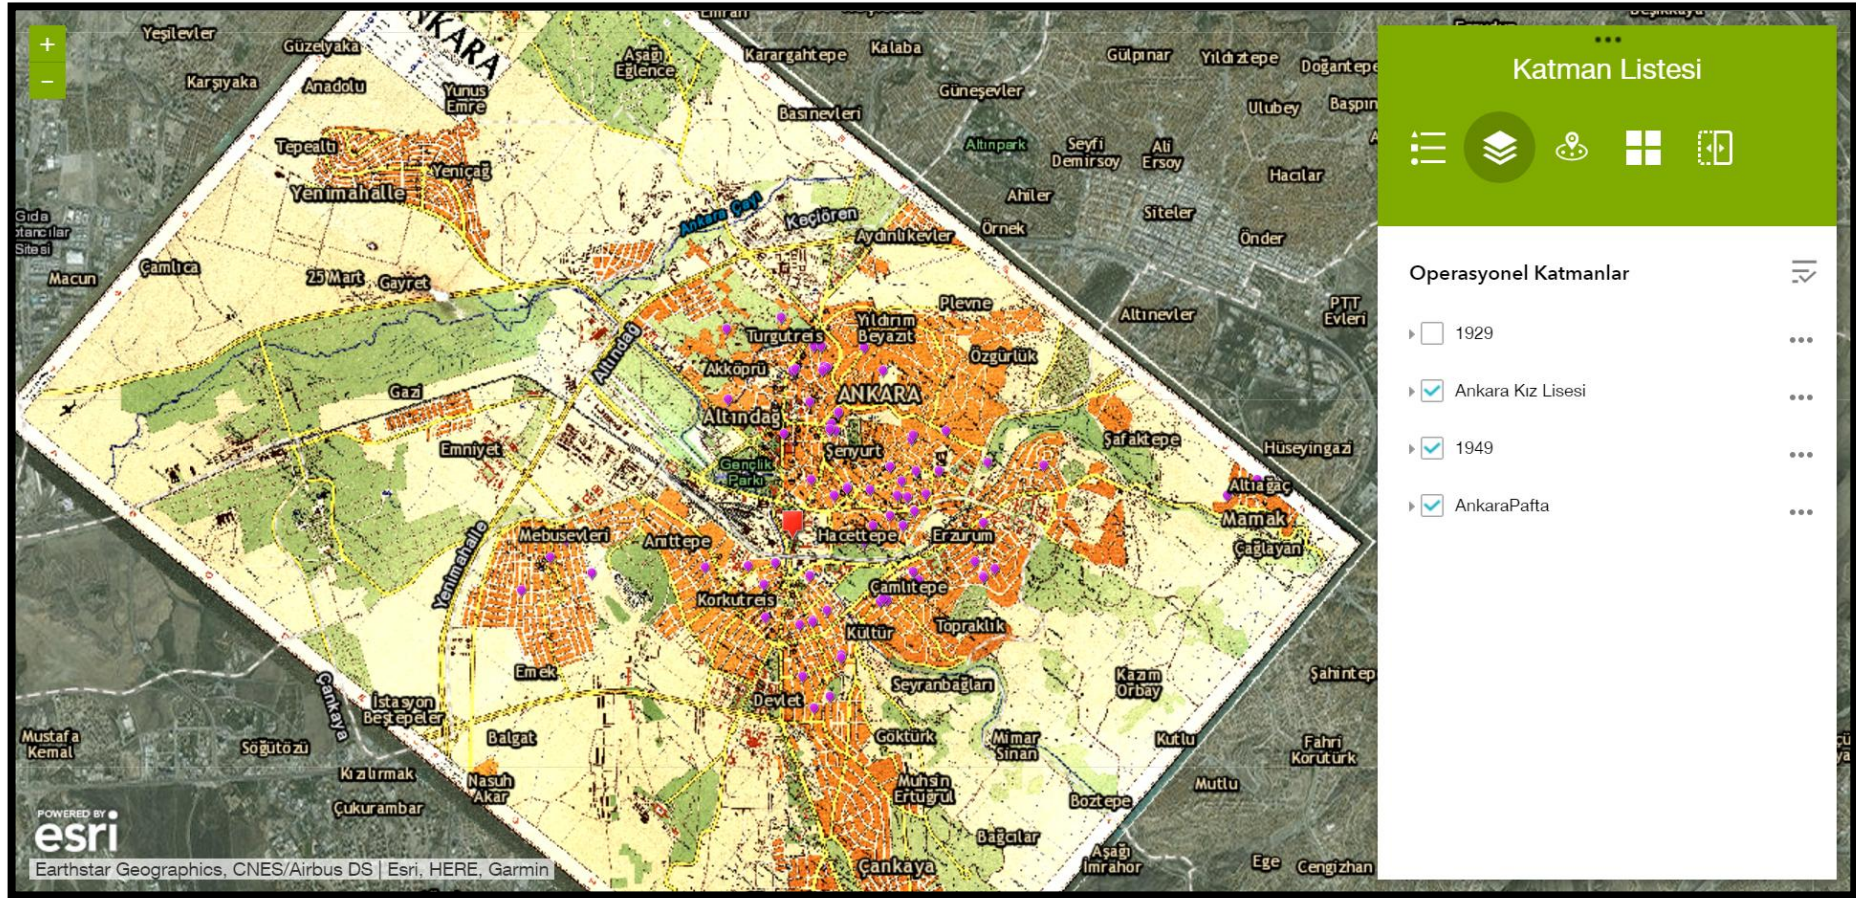 Yeşilevler
Güzelyaka
Karşıyaka
Anadolu
ANKARA
Yunus
Emre
Aşağı
Eğlence
Karargahtepe
Kalaba
Gülpınar
Yıldıztepe
Doğantepe
Güneşevler
Ulubey
Basınevleri
Altınpark
Seyfi
Demirsoy
Ali
Ersoy
Hacılar
Tepealtı
Yeniçağ
Yenimahalle
Ahiler
Siteler
Örnek
Önder
Ankara Çayı
Keçiören
Aydınlıkevler
Gıda
Sitesi
Macun
Çamlıca
25 Mart
Gayret
Plevne
Altınevler
PTT
Evleri
Turgutreis
Yıldırım
Beyazıt
Özgürlük
Altındağ
Akköprü
Gazi
ANKARA
Altındağ
Emniyet
Şenyurt
Şafaktepe
Hüseyingazi
Gençlik
Parkı
Altıağaç
Mamak
Çağlayan
Yenimahalle
Mebusevleri
Anıttepe
Hacettepe
Erzurum
Korkutreis
Çamlıtepe
Kültür
Topraklık
Emek
Seyranbağları
Kazım
Orbay
Şahintep
Çankaya
İstasyon
Beştepeler
Devlet
Mustafa
Kemal
Söğütözü
Balgat
Göktürk
Mimar
Sinan
Kutlu
Fahri
Korutürk
Kızılırmak
Nasuh
Akar
Muhsin
Ertuğrul
Mutlu
Çukurambar
Boztepe
Bağcılar
Çankaya
Aşağı
İmrahor
Ege
Cengizhan
+
−
Katman Listesi
Operasyonel Katmanlar
1929
Ankara Kız Lisesi
1949
AnkaraPafta
POWERED BY
esri
Earthstar Geographics, CNES/Airbus DS | Esri, HERE, Garmin